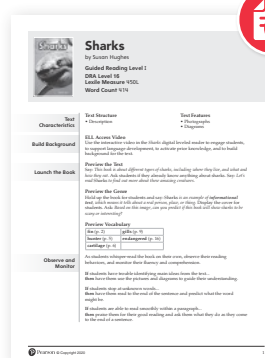 Sharks
Sharks
by Susan Hughes
Guided Reading Level I
DRA Level 16
Lexile Measure 450L
Word Count 414
Text
Characteristics
Text Structure
• Description
Text Features
• Photographs
• Diagrams
Build Background
ELL Access Video
Use the interactive video in the Sharks digital leveled reader to engage students,
to support language development, to activate prior knowledge, and to build
background for the text.
Launch the Book
Preview the Text
Say: This book is about different types of sharks, including where they live, and what and
how they eat. Ask students if they already know anything about sharks. Say: Let's
read Sharks to find out more about these amazing creatures.
Preview the Genre
Hold up the book for students and say: Sharks is an example of informational
text, which means it tells about a real person, place, or thing. Display the cover for
students. Ask: Based on this image, can you predict if this book will show sharks to be
scary or interesting?
Preview Vocabulary
fin (p. 2)
gills (p. 9)
hunter (p. 5)
endangered (p. 16)
cartilage (p. 6)
Observe and
Monitor
As students whisper-read the book on their own, observe their reading
behaviors, and monitor their fluency and comprehension.
If students have trouble identifying main ideas from the text…
then have them use the pictures and diagrams to guide their understanding.
If students stop at unknown words…
then have them read to the end of the sentence and predict what the word
might be.
If students are able to read smoothly within a paragraph…
then praise them for their good reading and ask them what they do as they come
to the end of a sentence.
Pearson © Copyright 2020